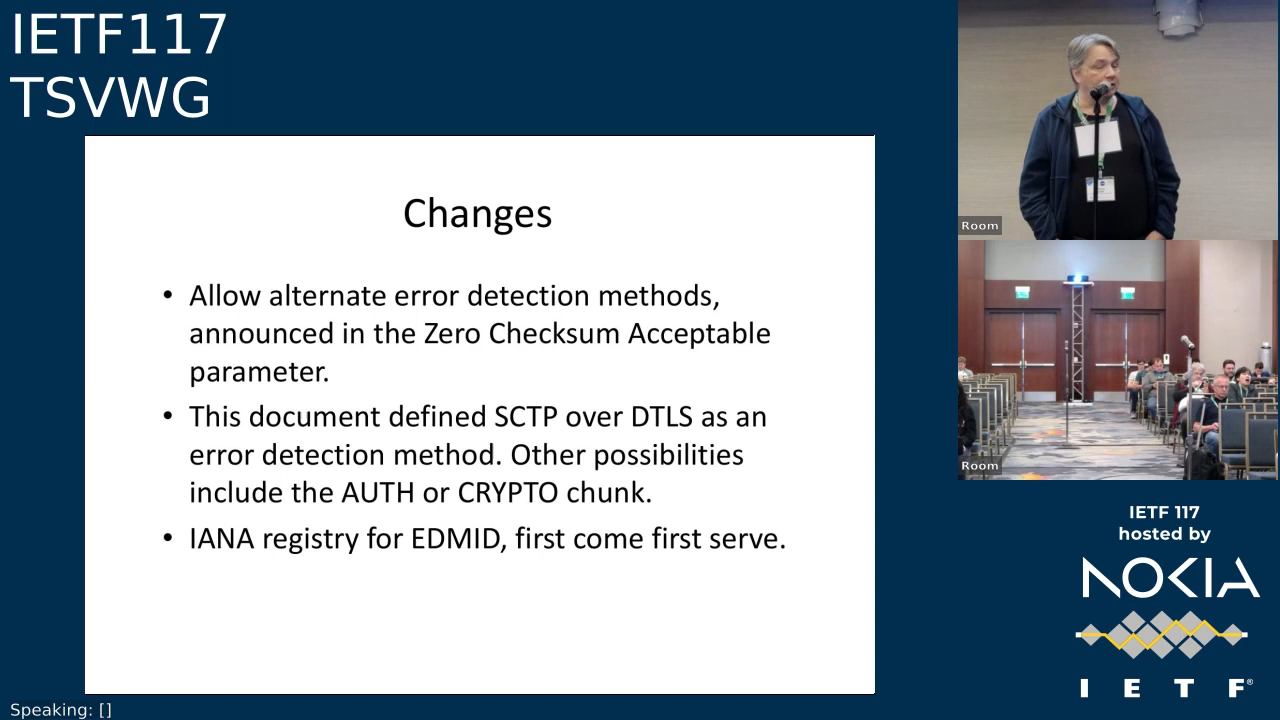 IETF117
TSVWG
Changes
• Allow alternate error detection methods,
announced in the Zero Checksum Acceptable
parameter.
• This document defined SCTP over DTLS as an
error detection method. Other possibilities
include the AUTH or CRYPTO chunk.
• IANA registry for EDMID, first come first serve.
Room
Room
IETF 117
hosted by
NOKIA
I E T F®
Speaking: []